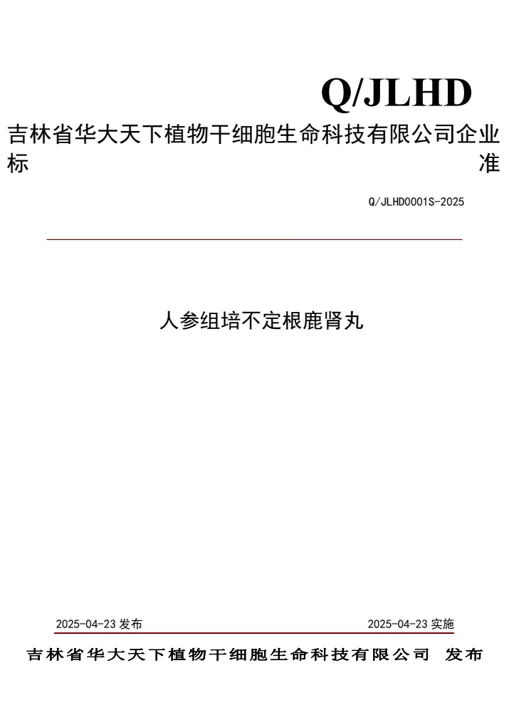 Q/JLHD
吉林省华大天下植物干细胞生命科技有限公司企业
标 准
Q/JLHD0001S-2025
人参组培不定根鹿肾丸
2025-04-23 发布 2025-04-23 实施
吉林省华大天下植物干细胞生命科技有限公司 发布